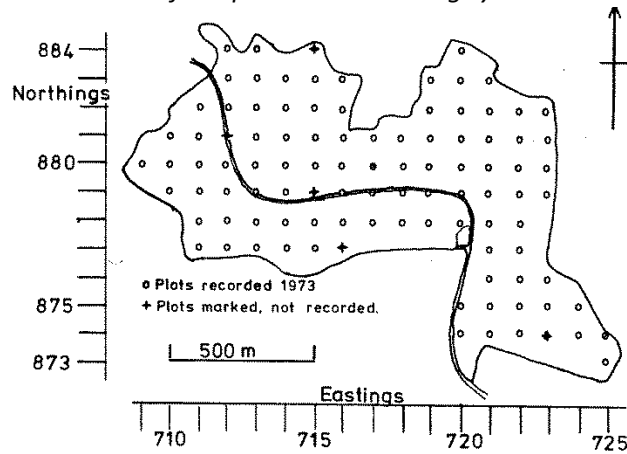 884
Northings
880
o Plots recorded 1973
+ Plots marked, not recorded.
875
873
500 m
Eastings
710 715 720 725